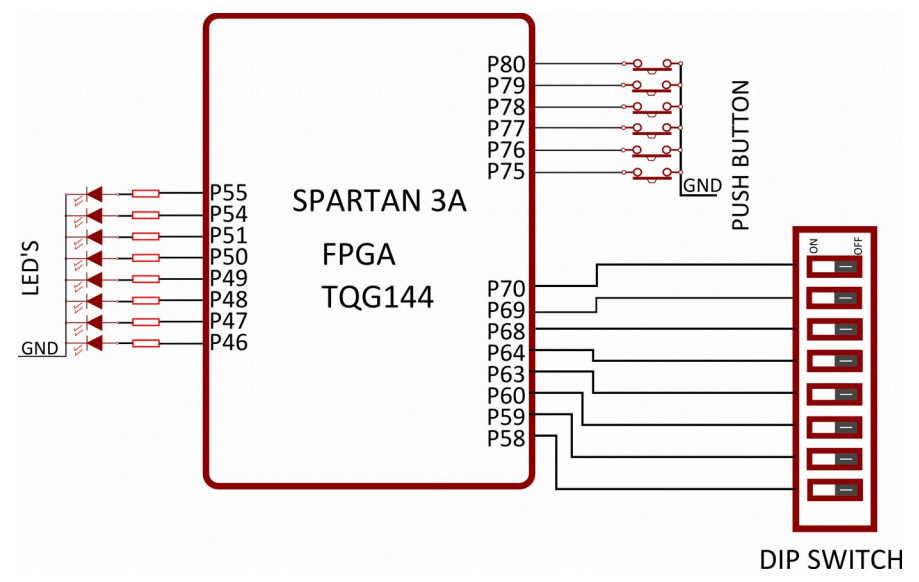 P80
P79
P78
P77
P76
P75
GND
PUSH BUTTON
SPARTAN 3A
FPGA
TQG144
P55
P54
P51
P50
P49
P48
P47
P46
LED'S
GND
P70
P69
P68
P64
P63
P60
P59
P58
ON
OFF
DIP SWITCH